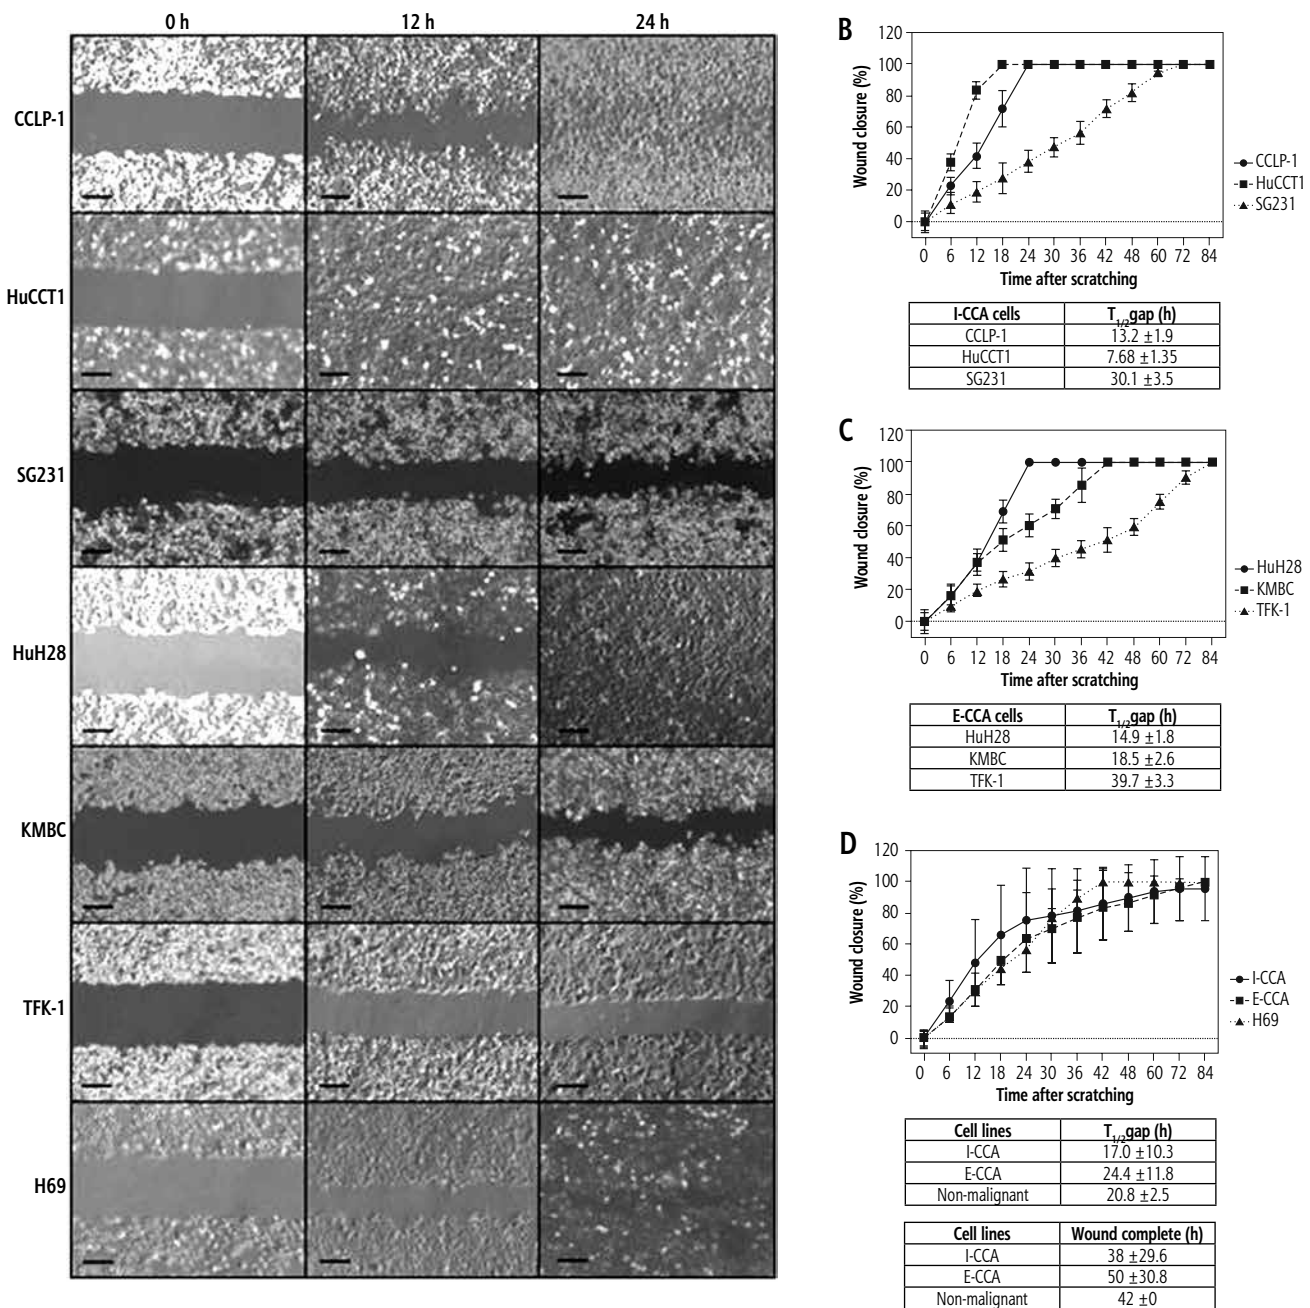 0 h 12 h 24 h
CCLP-1
HuCCT1
SG231
HuH28
KMBC
TFK-1
H69
B
Wound closure (%)
120
100
80
60
40
20
0
0 6 12 18 24 30 36 42 48 60 72 84
Time after scratching
CCLP-1
HuCCT1
SG231
I-CCA cells T1/2gap (h)
CCLP-1 13.2 ±1.9
HuCCT1 7.68 ±1.35
SG231 30.1 ±3.5
C
Wound closure (%)
120
100
80
60
40
20
0
0 6 12 18 24 30 36 42 48 60 72 84
Time after scratching
HuH28
KMBC
TFK-1
E-CCA cells T1/2gap (h)
HuH28 14.9 ±1.8
KMBC 18.5 ±2.6
TFK-1 39.7 ±3.3
D
Wound closure (%)
120
100
80
60
40
20
0
0 6 12 18 24 30 36 42 48 60 72 84
Time after scratching
I-CCA
E-CCA
H69
Cell lines T1/2gap (h)
I-CCA 17.0 ±10.3
E-CCA 24.4 ±11.8
Non-malignant 20.8 ±2.5
Cell lines Wound complete (h)
I-CCA 38 ±29.6
E-CCA 50 ±30.8
Non-malignant 42 ±0